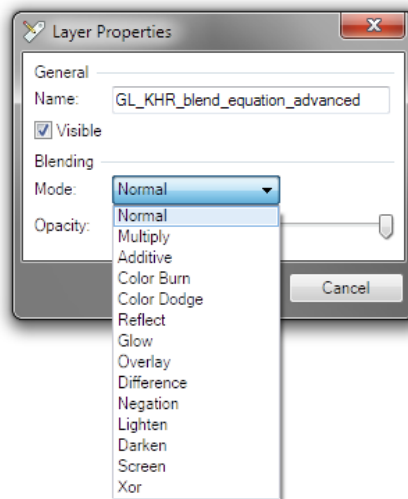 Layer Properties
General
Name: GL_KHR_blend_equation_advanced
Visible
Blending
Mode: Normal
Opacity:
Normal
Multiply
Additive
Color Burn
Color Dodge
Reflect
Glow
Overlay
Difference
Negation
Lighten
Darken
Screen
Xor
Cancel